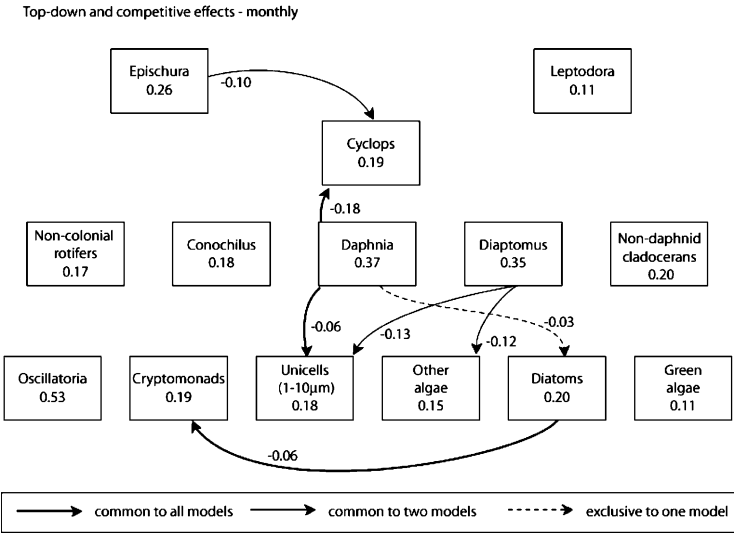 Top-down and competitive effects - monthly
Epischura
0.26
Leptodora
0.11
-0.10
Cyclops
0.19
-0.18
Non-colonial
rotifers
0.17
Conochilus
0.18
Daphnia
0.37
Diaptomus
0.35
Non-daphnid
cladocerans
0.20
-0.06
-0.13
-0.12
-0.03
Oscillatoria
0.53
Cryptomonads
0.19
Unicells
(1-10µm)
0.18
Other
algae
0.15
Diatoms
0.20
Green
algae
0.11
-0.06
common to all models
common to two models
exclusive to one model